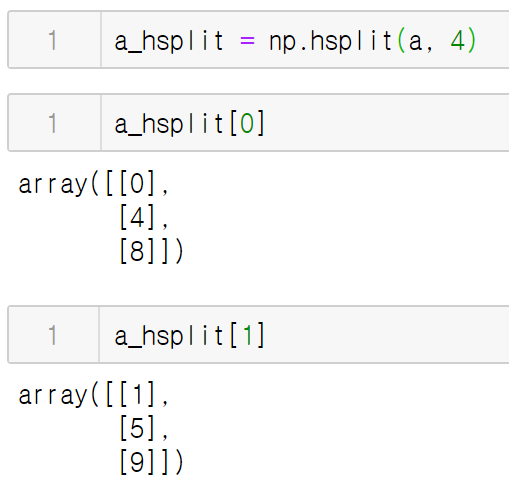 1 a_hsplit = np.hsplit(a, 4)
1 a_hsplit[0]
array([[0],
[4],
[8]])
1 a_hsplit[1]
array([[1],
[5],
[9]])